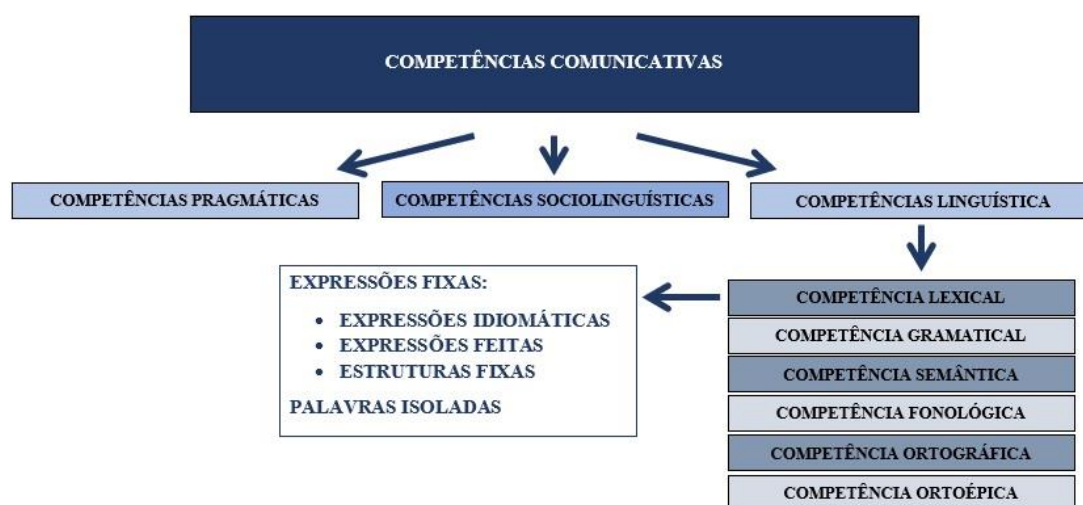 COMPETÊNCIAS COMUNICATIVAS
COMPETÊNCIAS PRAGMÁTICAS
COMPETÊNCIAS SOCIOLINGUÍSTICAS
COMPETÊNCIAS LINGUÍSTICA
EXPRESSÕES FIXAS:
• EXPRESSÕES IDIOMÁTICAS
• EXPRESSÕES FEITAS
• ESTRUTURAS FIXAS
PALAVRAS ISOLADAS
COMPETÊNCIA LEXICAL
COMPETÊNCIA GRAMATICAL
COMPETÊNCIA SEMÂNTICA
COMPETÊNCIA FONOLÓGICA
COMPETÊNCIA ORTOGRÁFICA
COMPETÊNCIA ORTOÉPICA